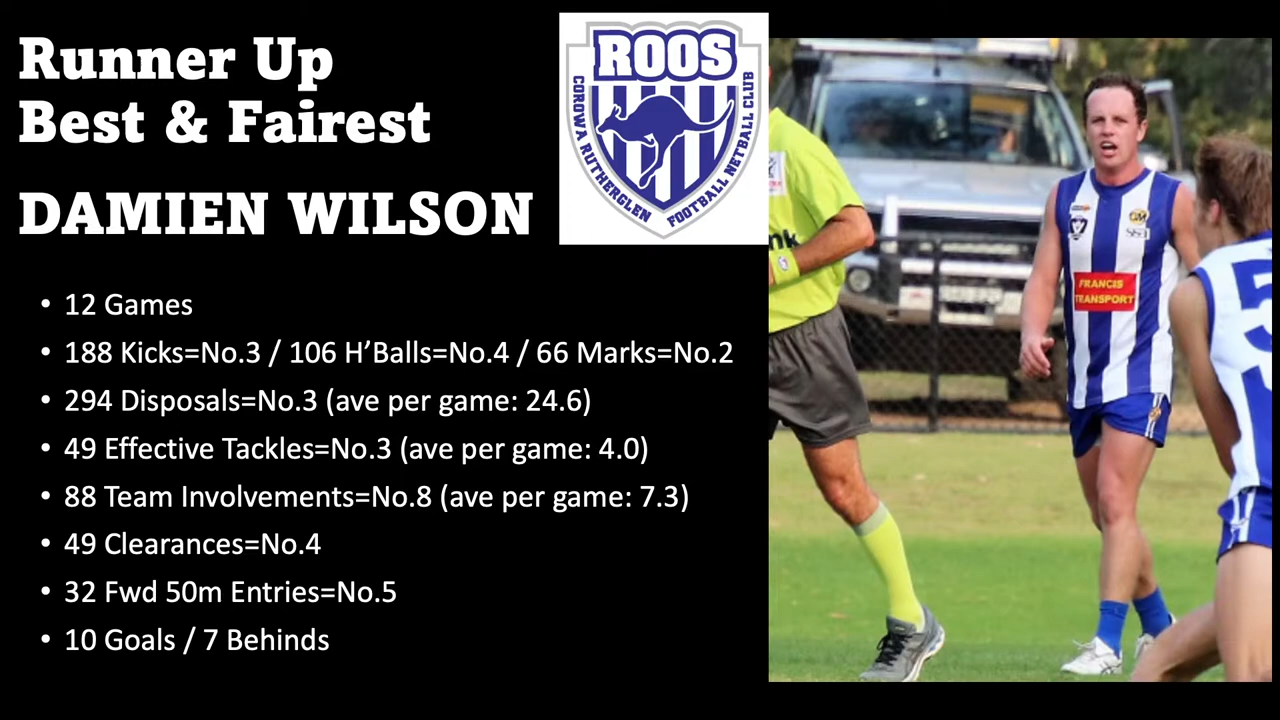 Runner Up
Best & Fairest
DAMIEN WILSON
ROOS
COROWA RUTHERGLEN
FOOTBALL NETBALL CLUB
• 12 Games
• 188 Kicks=No.3 / 106 H’Balls=No.4 / 66 Marks=No.2
• 294 Disposals=No.3 (ave per game: 24.6)
• 49 Effective Tackles=No.3 (ave per game: 4.0)
• 88 Team Involvements=No.8 (ave per game: 7.3)
• 49 Clearances=No.4
• 32 Fwd 50m Entries=No.5
• 10 Goals / 7 Behinds
FRANCIS
TRANSPORT
5